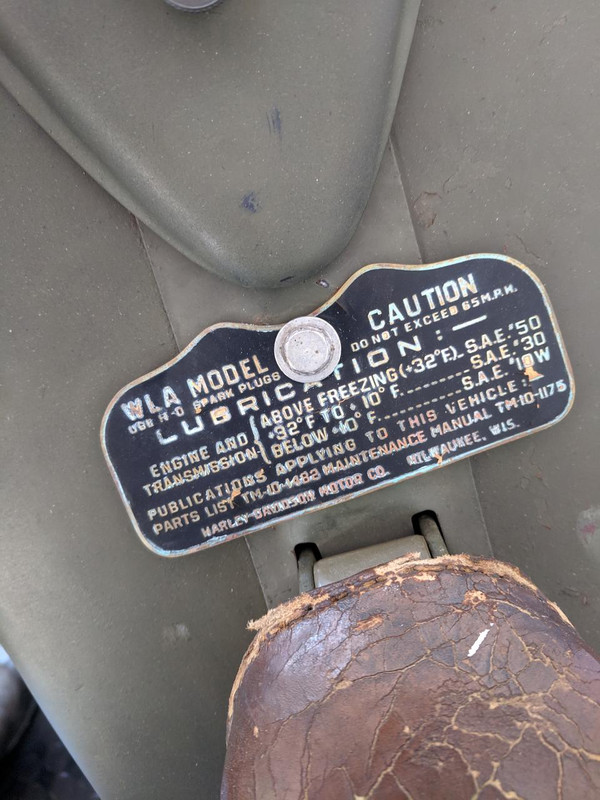 WLA MODEL
CAUTION
USE H-D SPARK PLUGS
DO NOT EXCEED 65 M.P.H.
LUBRICATION:—
ENGINE AND
TRANSMISSION
ABOVE FREEZING (+32°F). S.A.E. #50
+32°F TO +10°F. ---------- S.A.E. #30
BELOW +10°F. ---------- S.A.E. #10W
PUBLICATIONS APPLYING TO THIS VEHICLE:
PARTS LIST TM-10-1482 MAINTENANCE MANUAL TM-10-1175
HARLEY-DAVIDSON MOTOR CO. MILWAUKEE, WIS.